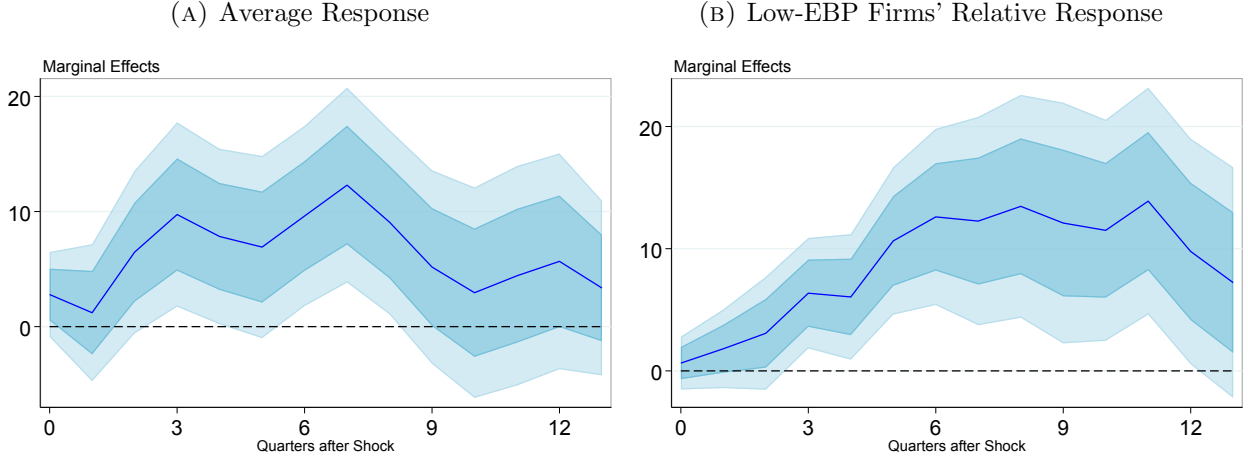 (A) Average Response
Marginal Effects
20
10
0
0 3 6 9 12
Quarters after Shock
(B) Low-EBP Firms' Relative Response
Marginal Effects
20
10
0
0 3 6 9 12
Quarters after Shock